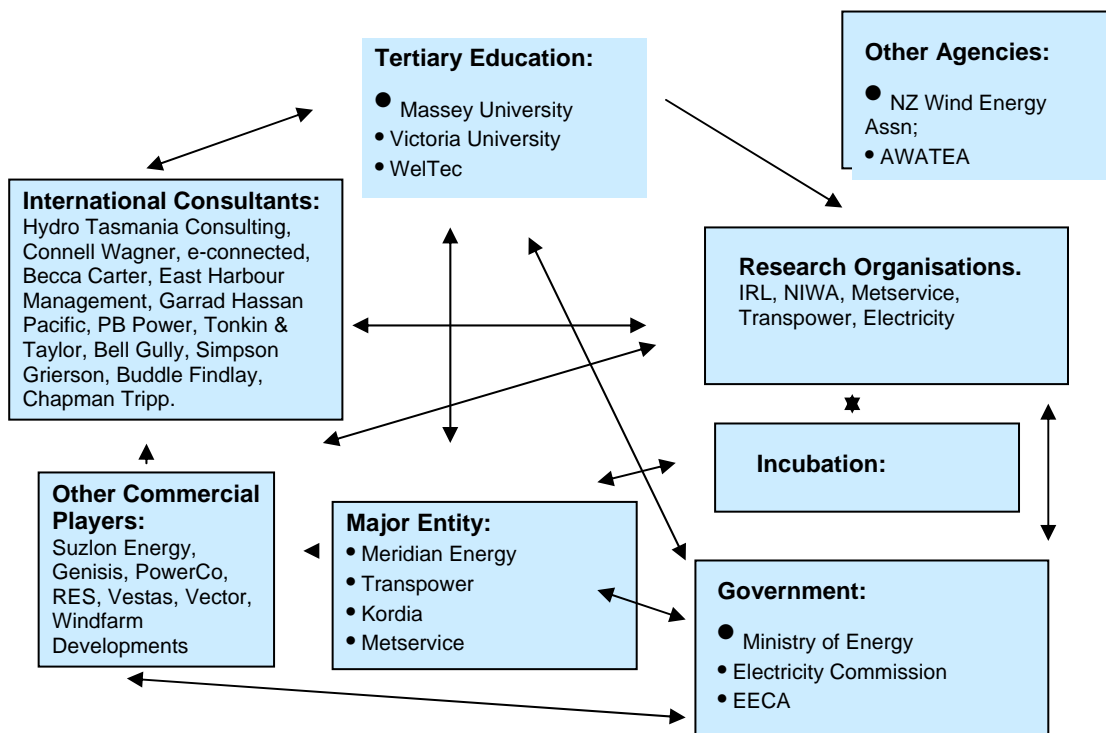 Tertiary Education:
● Massey University
• Victoria University
• WelTec
Other Agencies:
● NZ Wind Energy
Assn;
• AWATEA
International Consultants:
Hydro Tasmania Consulting,
Connell Wagner, e-connected,
Becca Carter, East Harbour
Management, Garrad Hassan
Pacific, PB Power, Tonkin &
Taylor, Bell Gully, Simpson
Grierson, Buddle Findlay,
Chapman Tripp.
Research Organisations.
IRL, NIWA, Metservice,
Transpower, Electricity
Incubation:
Other Commercial
Players:
Suzlon Energy,
Genisis, PowerCo,
RES, Vestas, Vector,
Windfarm
Developments
Major Entity:
• Meridian Energy
• Transpower
• Kordia
• Metservice
Government:
● Ministry of Energy
• Electricity Commission
• EECA